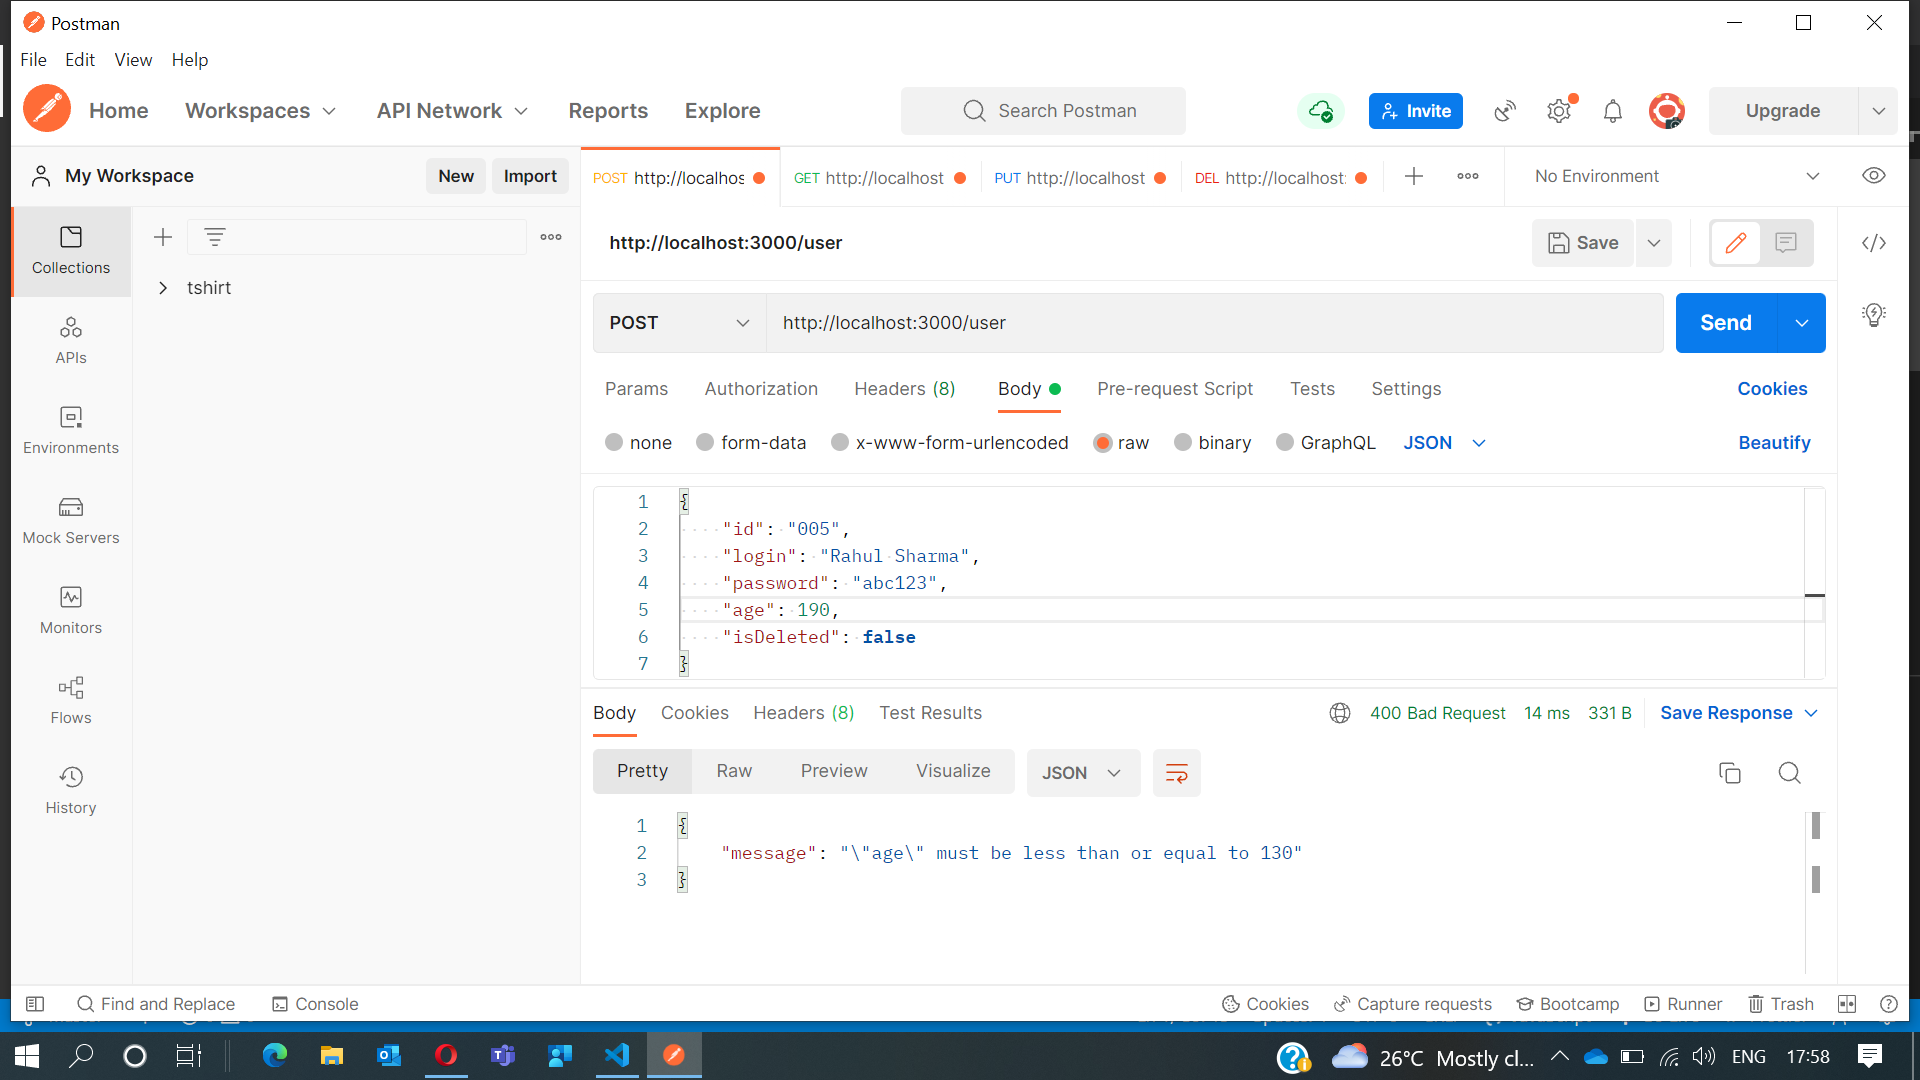 Postman
File Edit View Help
Home Workspaces API Network Reports Explore Search Postman Invite Upgrade
My Workspace New Import
POST http://localhos GET http://localhost PUT http://localhost DEL http://localhost: No Environment
http://localhost:3000/user Save
Collections
tshirt
APIs
Environments
Mock Servers
Monitors
Flows
History
POST http://localhost:3000/user Send
Params Authorization Headers (8) Body Pre-request Script Tests Settings Cookies
none form-data x-www-form-urlencoded raw binary GraphQL JSON Beautify
1 {
2 "id": "005",
3 "login": "Rahul Sharma",
4 "password": "abc123",
5 "age": 190,
6 "isDeleted": false
7 }
Body Cookies Headers (8) Test Results 400 Bad Request 14 ms 331 B Save Response
Pretty Raw Preview Visualize JSON
1 {
2 "message": "\"age\" must be less than or equal to 130"
3 }
Find and Replace Console Cookies Capture requests Bootcamp Runner Trash
26°C Mostly cl... ENG 17:58